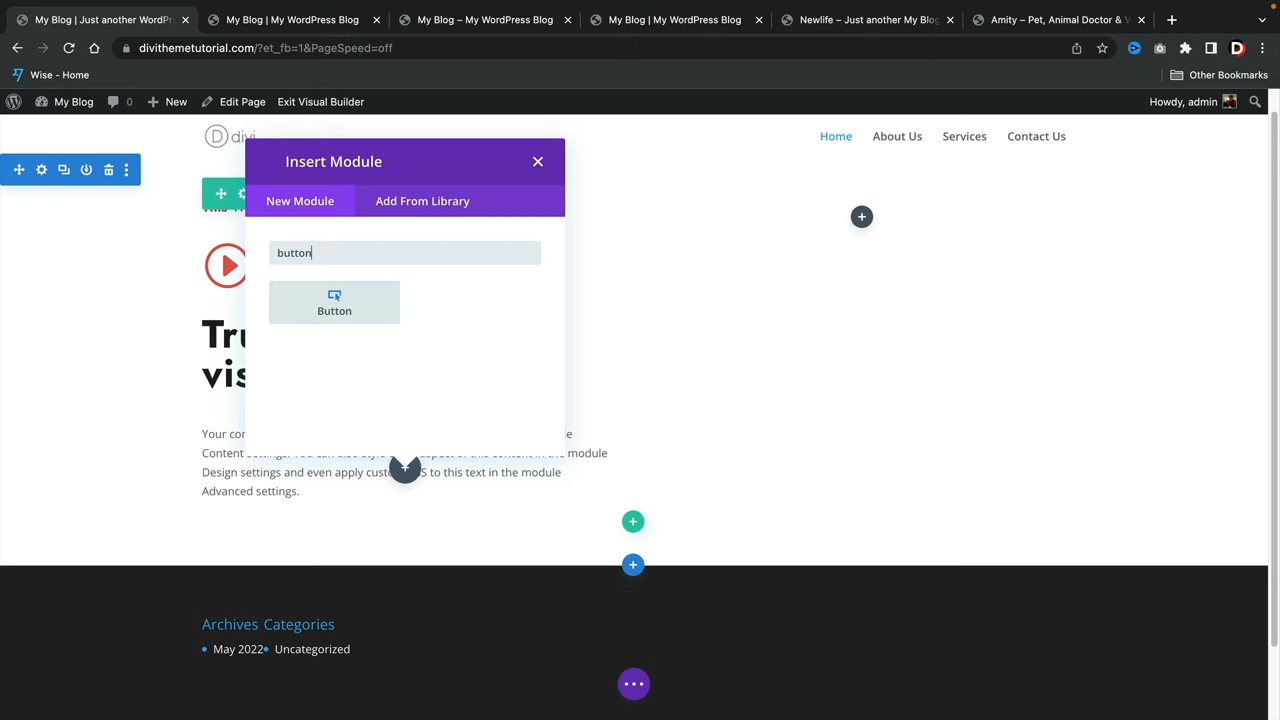 My Blog | Just another WordPr
My Blog | My WordPress Blog
My Blog – My WordPress Blog
My Blog | My WordPress Blog
Newlife – Just another My Blog
Amity – Pet, Animal Doctor & V
divithemetutorial.com/?et_fb=1&PageSpeed=off
D
Wise - Home
Other Bookmarks
My Blog
0
New
Edit Page
Exit Visual Builder
Howdy, admin
D divi
Home
About Us
Services
Contact Us
Insert Module
New Module
Add From Library
button
Button
This
Tru
vis
Your con
Content settings. You can also style every aspect of this content in the module
Design settings and even apply custom CSS to this text in the module
Advanced settings.
Archives Categories
May 2022
Uncategorized